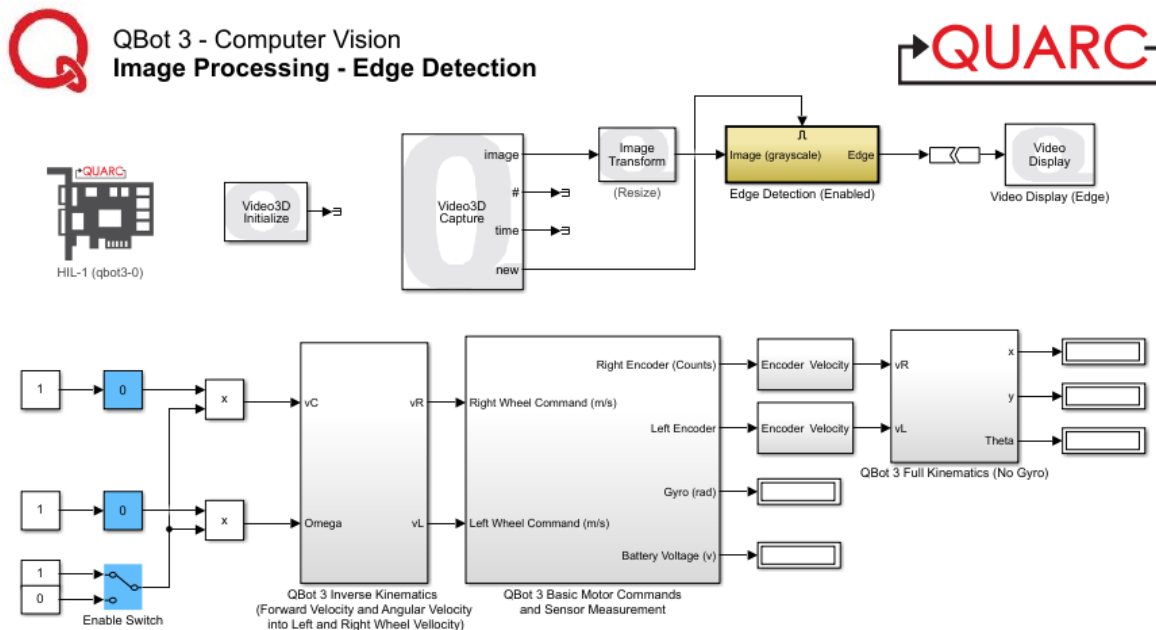 QBot 3 - Computer Vision
Image Processing - Edge Detection
QUARC
QUARC
HIL-1 (qbot3-0)
Video3D
Initialize
Video3D
Capture
image
#
time
new
Image
Transform
(Resize)
Image (grayscale)
Edge
Edge Detection (Enabled)
Video
Display
Video Display (Edge)
1
0
x
1
0
x
1
0
Enable Switch
vC
Omega
vR
vL
QBot 3 Inverse Kinematics
(Forward Velocity and Angular Velocity
into Left and Right Wheel Vellocity)
Right Wheel Command (m/s)
Left Wheel Command (m/s)
Right Encoder (Counts)
Left Encoder
Gyro (rad)
Battery Voltage (v)
QBot 3 Basic Motor Commands
and Sensor Measurement
Encoder Velocity
Encoder Velocity
vR
vL
x
y
Theta
QBot 3 Full Kinematics (No Gyro)